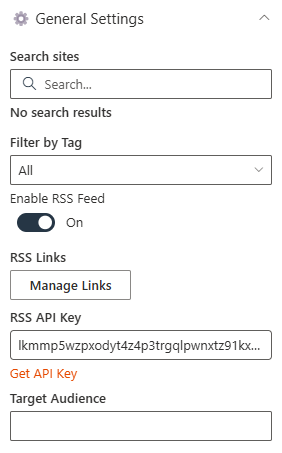 General Settings
Search sites
Search...
No search results
Filter by Tag
All
Enable RSS Feed
On
RSS Links
Manage Links
RSS API Key
lkmmp5wzpxodyt4z4p3trgqlpwnxtz91kx...
Get API Key
Target Audience